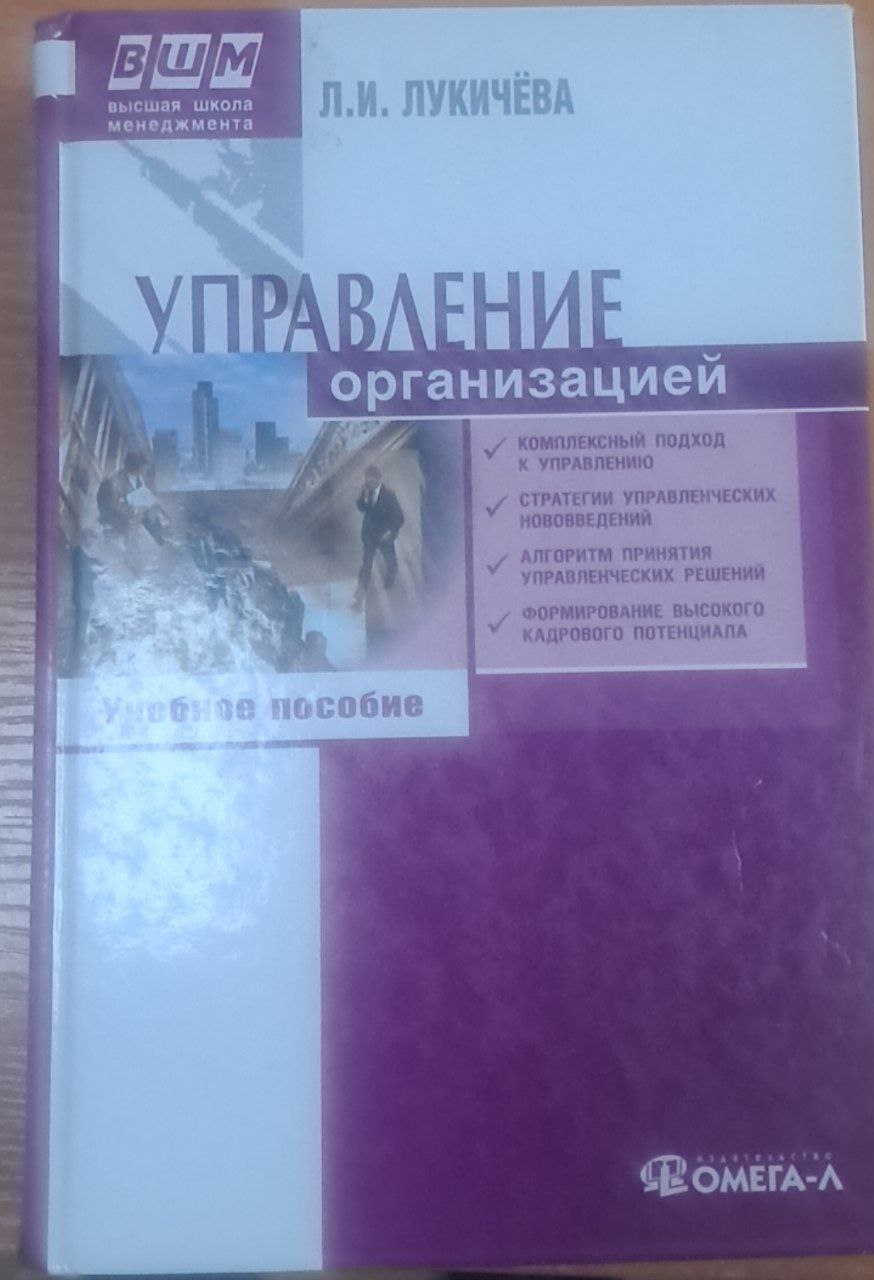 ВШМ
высшая школа
менеджмента
Л.И. ЛУКИЧЁВА
УПРАВЛЕНИЕ
организацией
КОМПЛЕКСНЫЙ ПОДХОД
К УПРАВЛЕНИЮ
СТРАТЕГИИ УПРАВЛЕНЧЕСКИХ
НОВОВВЕДЕНИЙ
АЛГОРИТМ ПРИНЯТИЯ
УПРАВЛЕНЧЕСКИХ РЕШЕНИЙ
ФОРМИРОВАНИЕ ВЫСОКОГО
КАДРОВОГО ПОТЕНЦИАЛА
Учебное пособие
ИЗДАТЕЛЬСТВО
ОМЕГА-Л